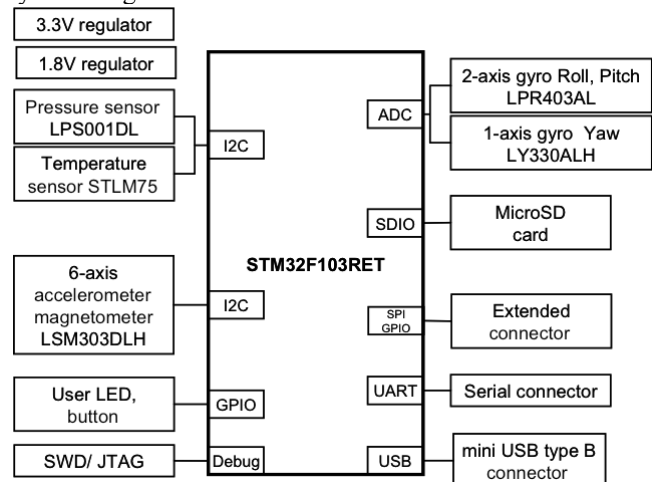 3.3V regulator
1.8V regulator
Pressure sensor
LPS001DL
Temperature
sensor STLM75
6-axis
accelerometer
magnetometer
LSM303DLH
User LED,
button
SWD/ JTAG
I2C
I2C
GPIO
Debug
STM32F103RET
ADC
SDIO
SPI
GPIO
UART
USB
2-axis gyro Roll, Pitch
LPR403AL
1-axis gyro Yaw
LY330ALH
MicroSD
card
Extended
connector
Serial connector
mini USB type B
connector